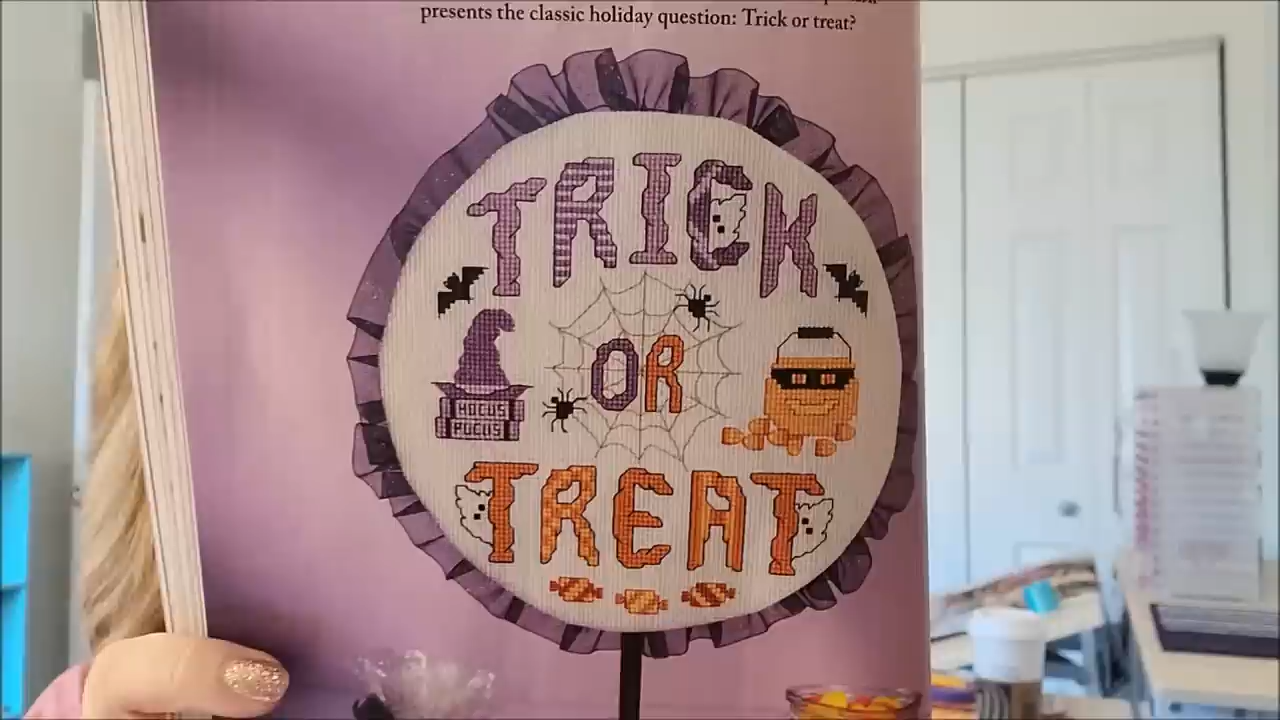 presents the classic holiday question: Trick or treat?
TRICK
OR
HOCUS
POCUS
TREAT